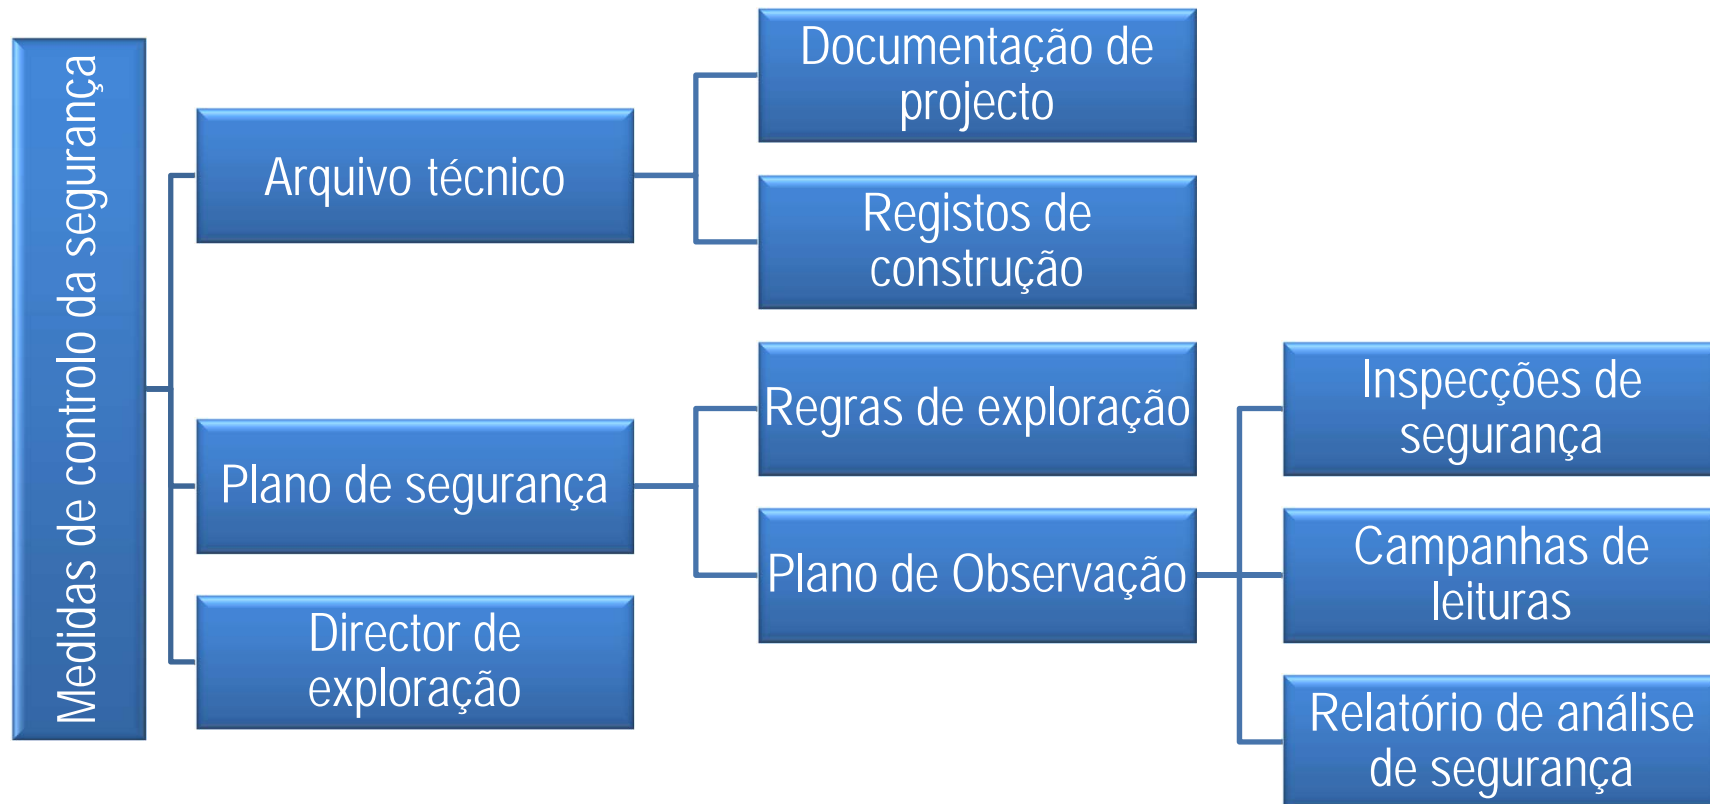 Medidas de controlo da segurança
Arquivo técnico
Documentação de
projecto
Registos de
construção
Plano de segurança
Regras de exploração
Plano de Observação
Inspecções de
segurança
Campanhas de
leituras
Relatório de análise
de segurança
Director de
exploração